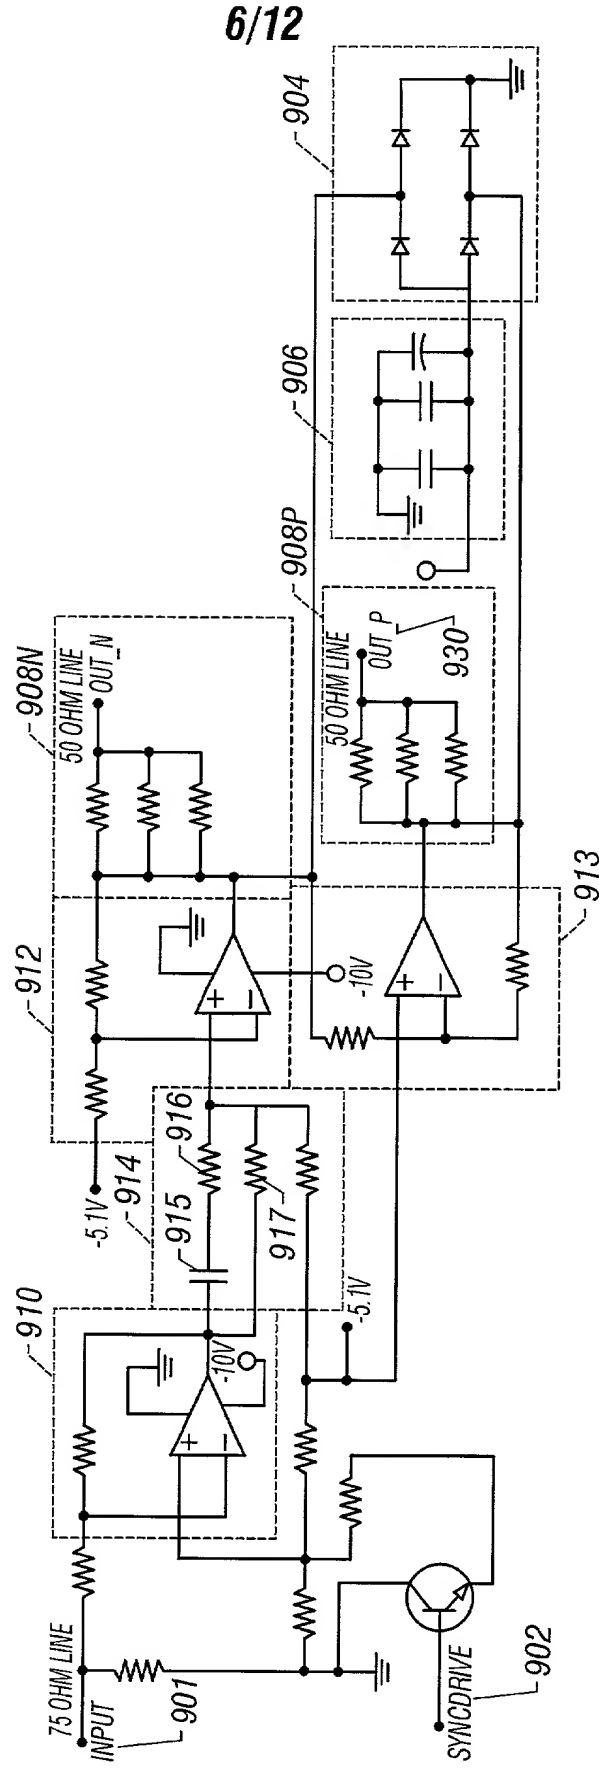 6/12
904
906
908P
908N
50 OHM LINE
OUT_N
50 OHM LINE
OUT_P
930
912
+
−
-10V
+
−
913
-5.1V
914
915
916
917
910
-10V
+
−
-5.1V
75 OHM LINE
INPUT
901
SYNCDRIVE
902